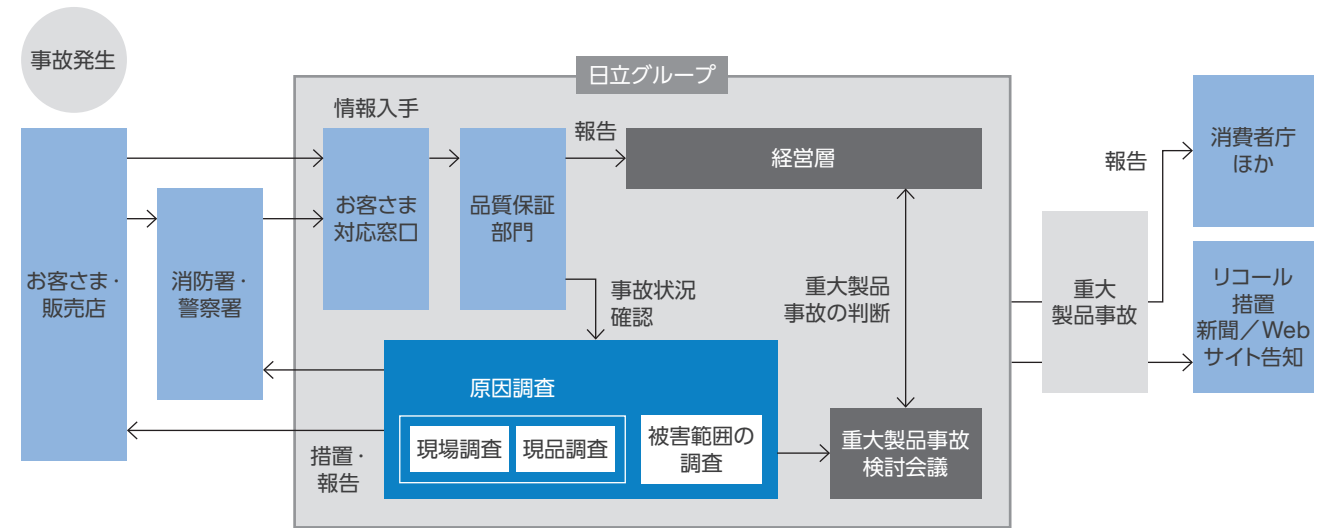 事故発生
お客さま・
販売店
消防署・
警察署
日立グループ
情報入手
お客さま
対応窓口
品質保証
部門
報告
経営層
事故状況
確認
重大製品
事故の判断
原因調査
現場調査
現品調査
被害範囲の
調査
措置・
報告
重大製品事故
検討会議
重大
製品事故
報告
消費者庁
ほか
リコール
措置
新聞／Web
サイト告知